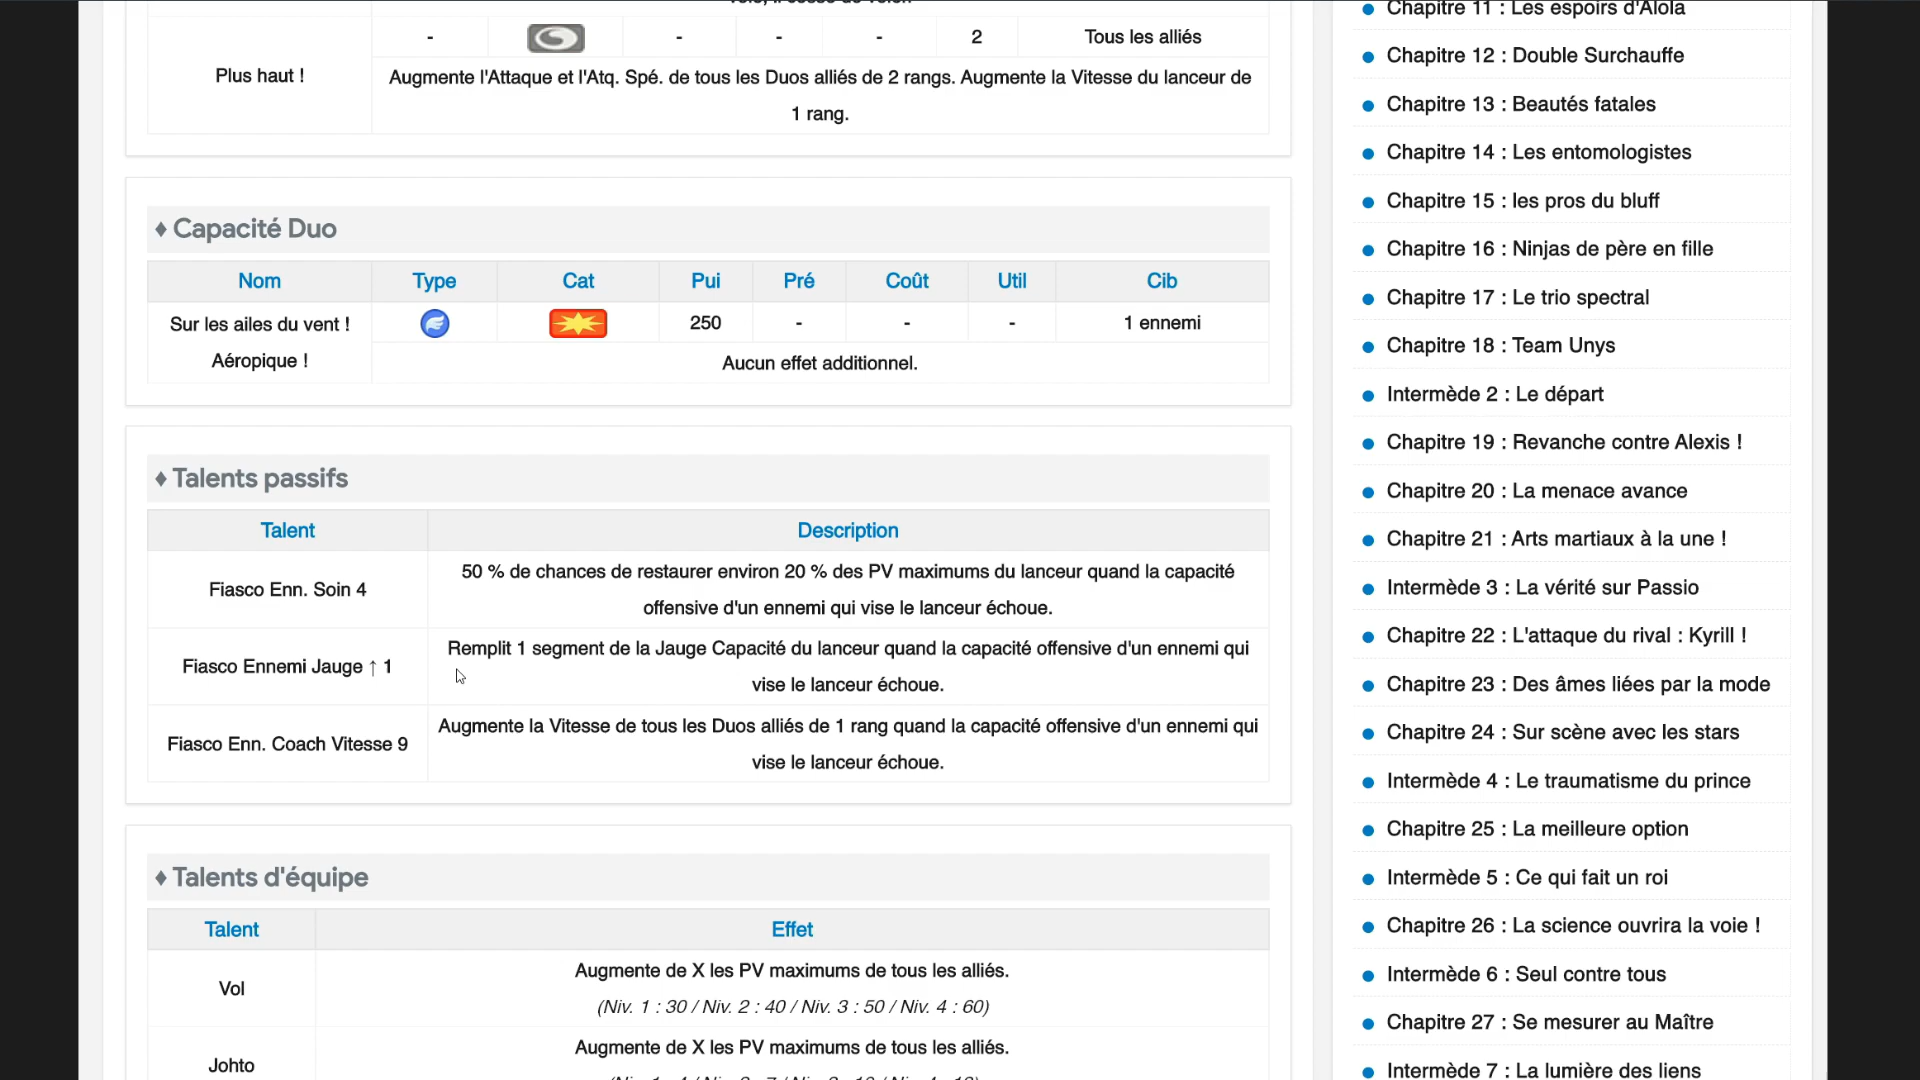 Plus haut !
- - - - 2 Tous les alliés
Augmente l'Attaque et l'Atq. Spé. de tous les Duos alliés de 2 rangs. Augmente la Vitesse du lanceur de
1 rang.
♦ Capacité Duo
Nom Type Cat Pui Pré Coût Util Cib
Sur les ailes du vent !
Aéropique !
250 - - - 1 ennemi
Aucun effet additionnel.
♦ Talents passifs
Talent Description
Fiasco Enn. Soin 4
50 % de chances de restaurer environ 20 % des PV maximums du lanceur quand la capacité
offensive d'un ennemi qui vise le lanceur échoue.
Fiasco Ennemi Jauge ↑ 1
Remplit 1 segment de la Jauge Capacité du lanceur quand la capacité offensive d'un ennemi qui
vise le lanceur échoue.
Fiasco Enn. Coach Vitesse 9
Augmente la Vitesse de tous les Duos alliés de 1 rang quand la capacité offensive d'un ennemi qui
vise le lanceur échoue.
♦ Talents d'équipe
Talent Effet
Vol
Augmente de X les PV maximums de tous les alliés.
(Niv. 1 : 30 / Niv. 2 : 40 / Niv. 3 : 50 / Niv. 4 : 60)
Johto
Augmente de X les PV maximums de tous les alliés.
Chapitre 11 : Les espoirs d'Alola
Chapitre 12 : Double Surchauffe
Chapitre 13 : Beautés fatales
Chapitre 14 : Les entomologistes
Chapitre 15 : les pros du bluff
Chapitre 16 : Ninjas de père en fille
Chapitre 17 : Le trio spectral
Chapitre 18 : Team Unys
Intermède 2 : Le départ
Chapitre 19 : Revanche contre Alexis !
Chapitre 20 : La menace avance
Chapitre 21 : Arts martiaux à la une !
Intermède 3 : La vérité sur Passio
Chapitre 22 : L'attaque du rival : Kyrill !
Chapitre 23 : Des âmes liées par la mode
Chapitre 24 : Sur scène avec les stars
Intermède 4 : Le traumatisme du prince
Chapitre 25 : La meilleure option
Intermède 5 : Ce qui fait un roi
Chapitre 26 : La science ouvrira la voie !
Intermède 6 : Seul contre tous
Chapitre 27 : Se mesurer au Maître
Intermède 7 : La lumière des liens